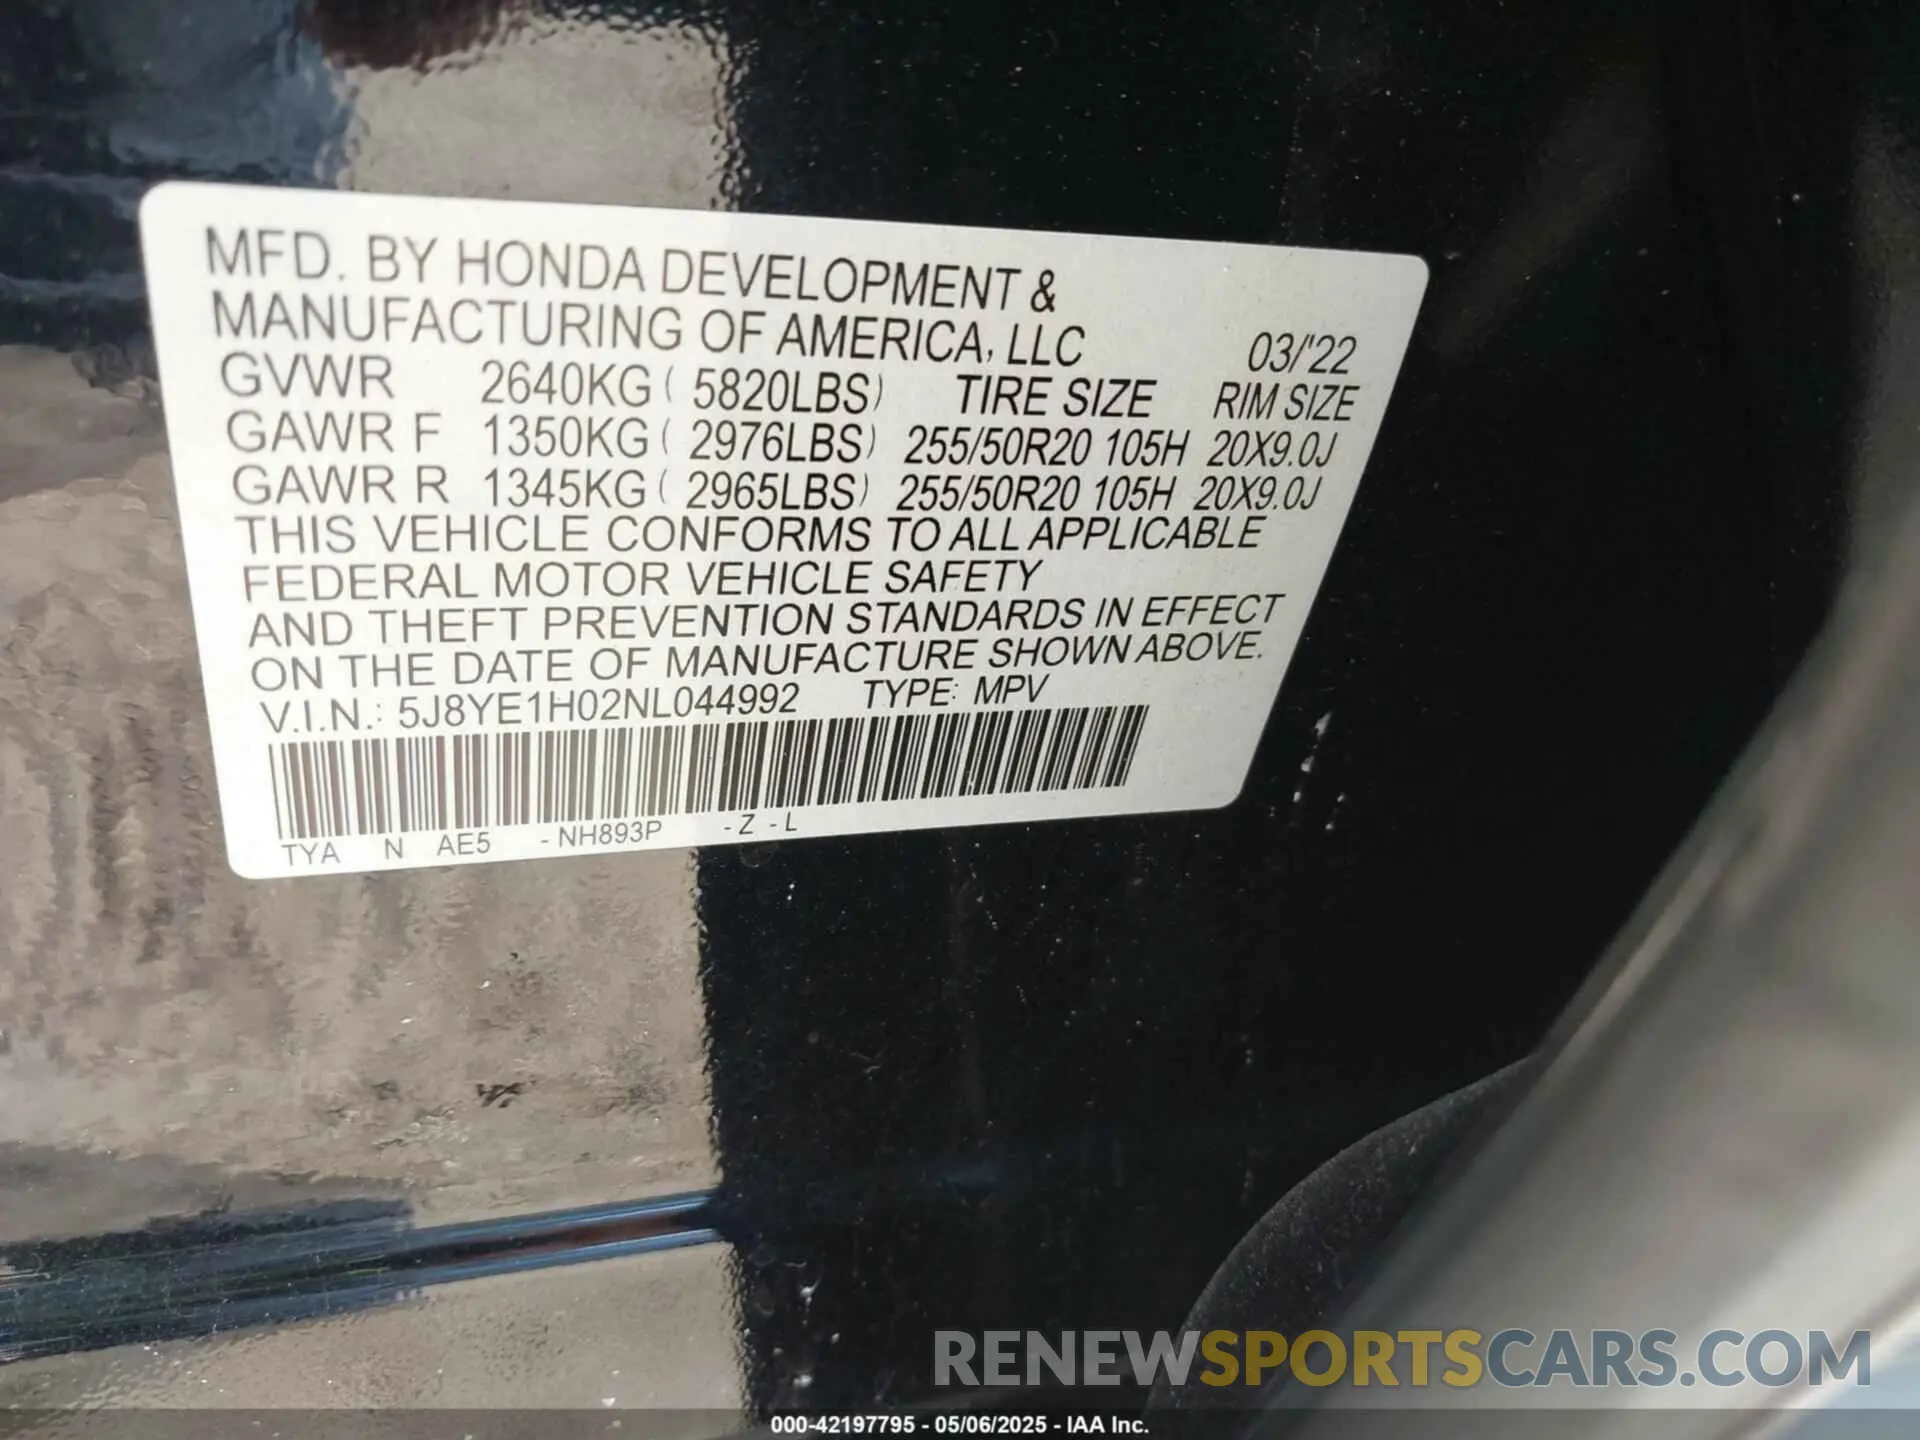 MFD. BY HONDA DEVELOPMENT &
MANUFACTURING OF AMERICA, LLC 03/'22
GVWR 2640KG ( 5820LBS) TIRE SIZE RIM SIZE
GAWR F 1350KG ( 2976LBS) 255/50R20 105H 20X9.0J
GAWR R 1345KG ( 2965LBS) 255/50R20 105H 20X9.0J
THIS VEHICLE CONFORMS TO ALL APPLICABLE
FEDERAL MOTOR VEHICLE SAFETY
AND THEFT PREVENTION STANDARDS IN EFFECT
ON THE DATE OF MANUFACTURE SHOWN ABOVE.
V.I.N.: 5J8YE1H02NL044992 TYPE: MPV
TYA N AE5 -NH893P -Z -L
RENEWSPORTSCARS.COM
000-42197795 - 05/06/2025 - IAA Inc.